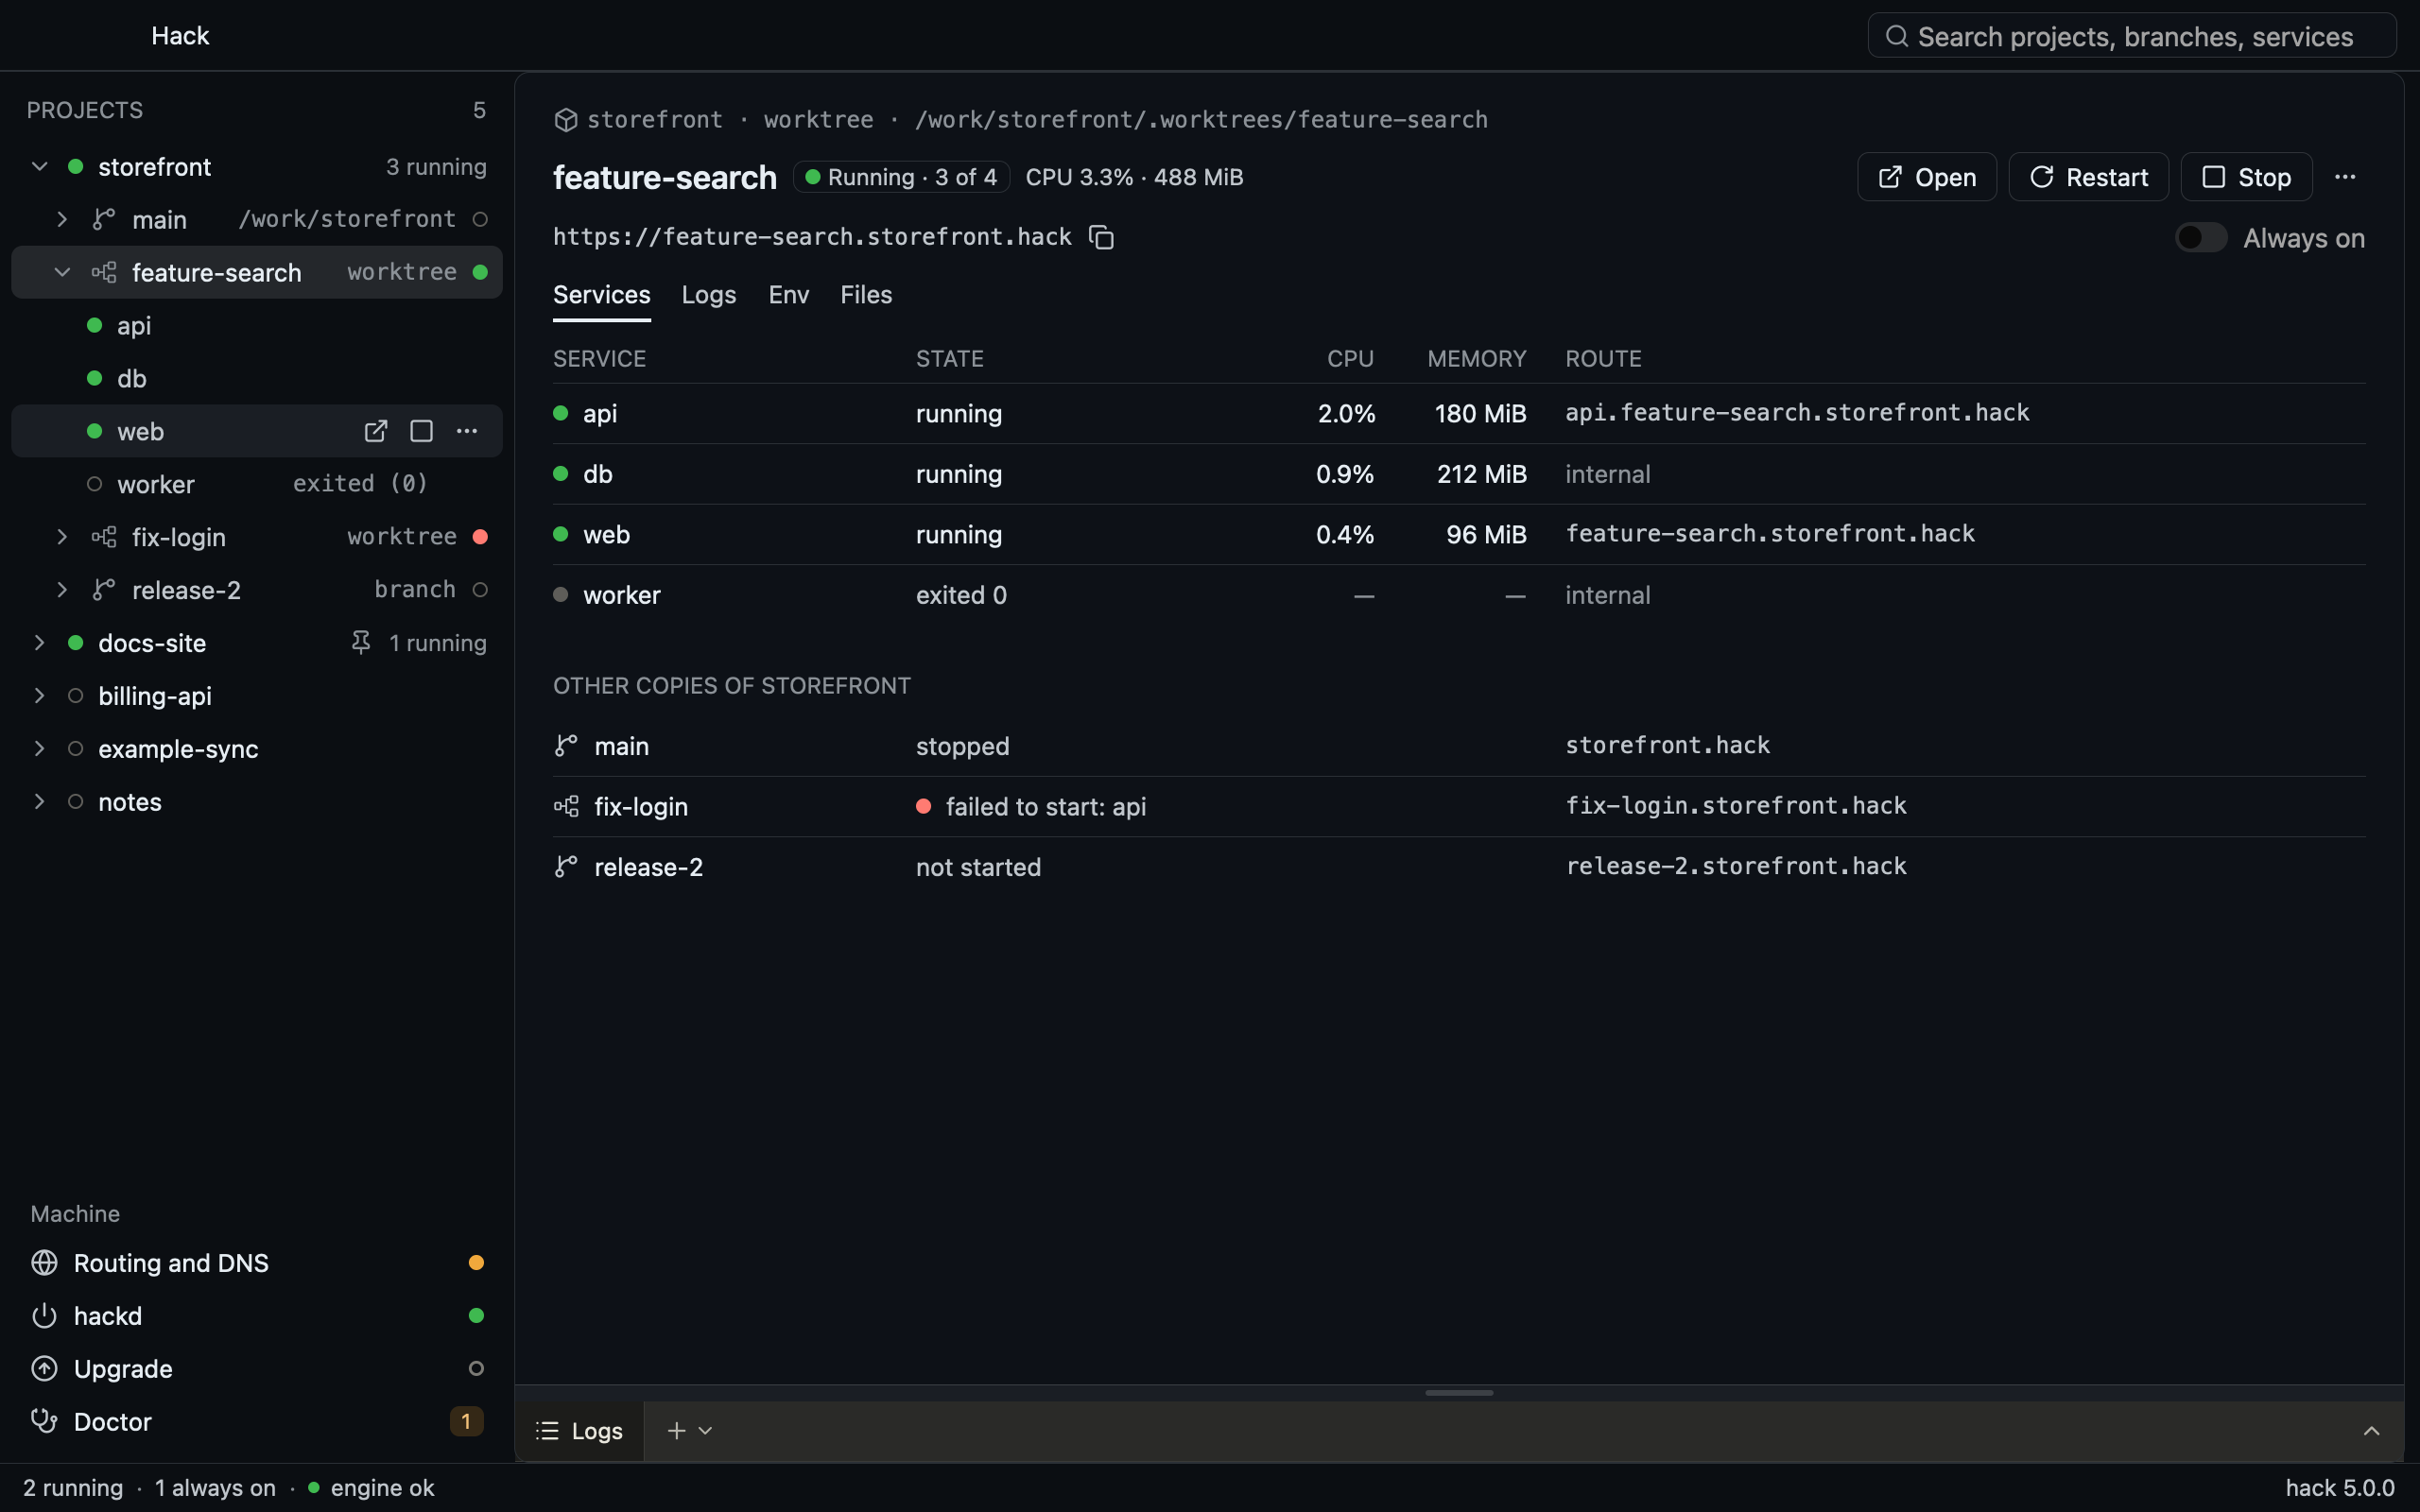 Hack
Search projects, branches, services
PROJECTS 5
storefront 3 running
main /work/storefront
feature-search worktree
api
db
web
worker exited (0)
fix-login worktree
release-2 branch
docs-site 1 running
billing-api
example-sync
notes
Machine
Routing and DNS
hackd
Upgrade
Doctor 1
storefront · worktree · /work/storefront/.worktrees/feature-search
feature-search Running · 3 of 4 CPU 3.3% · 488 MiB
Open Restart Stop
https://feature-search.storefront.hack
Always on
Services Logs Env Files
SERVICE STATE CPU MEMORY ROUTE
api running 2.0% 180 MiB api.feature-search.storefront.hack
db running 0.9% 212 MiB internal
web running 0.4% 96 MiB feature-search.storefront.hack
worker exited 0 — — internal
OTHER COPIES OF STOREFRONT
main stopped storefront.hack
fix-login failed to start: api fix-login.storefront.hack
release-2 not started release-2.storefront.hack
Logs
2 running · 1 always on · engine ok
hack 5.0.0